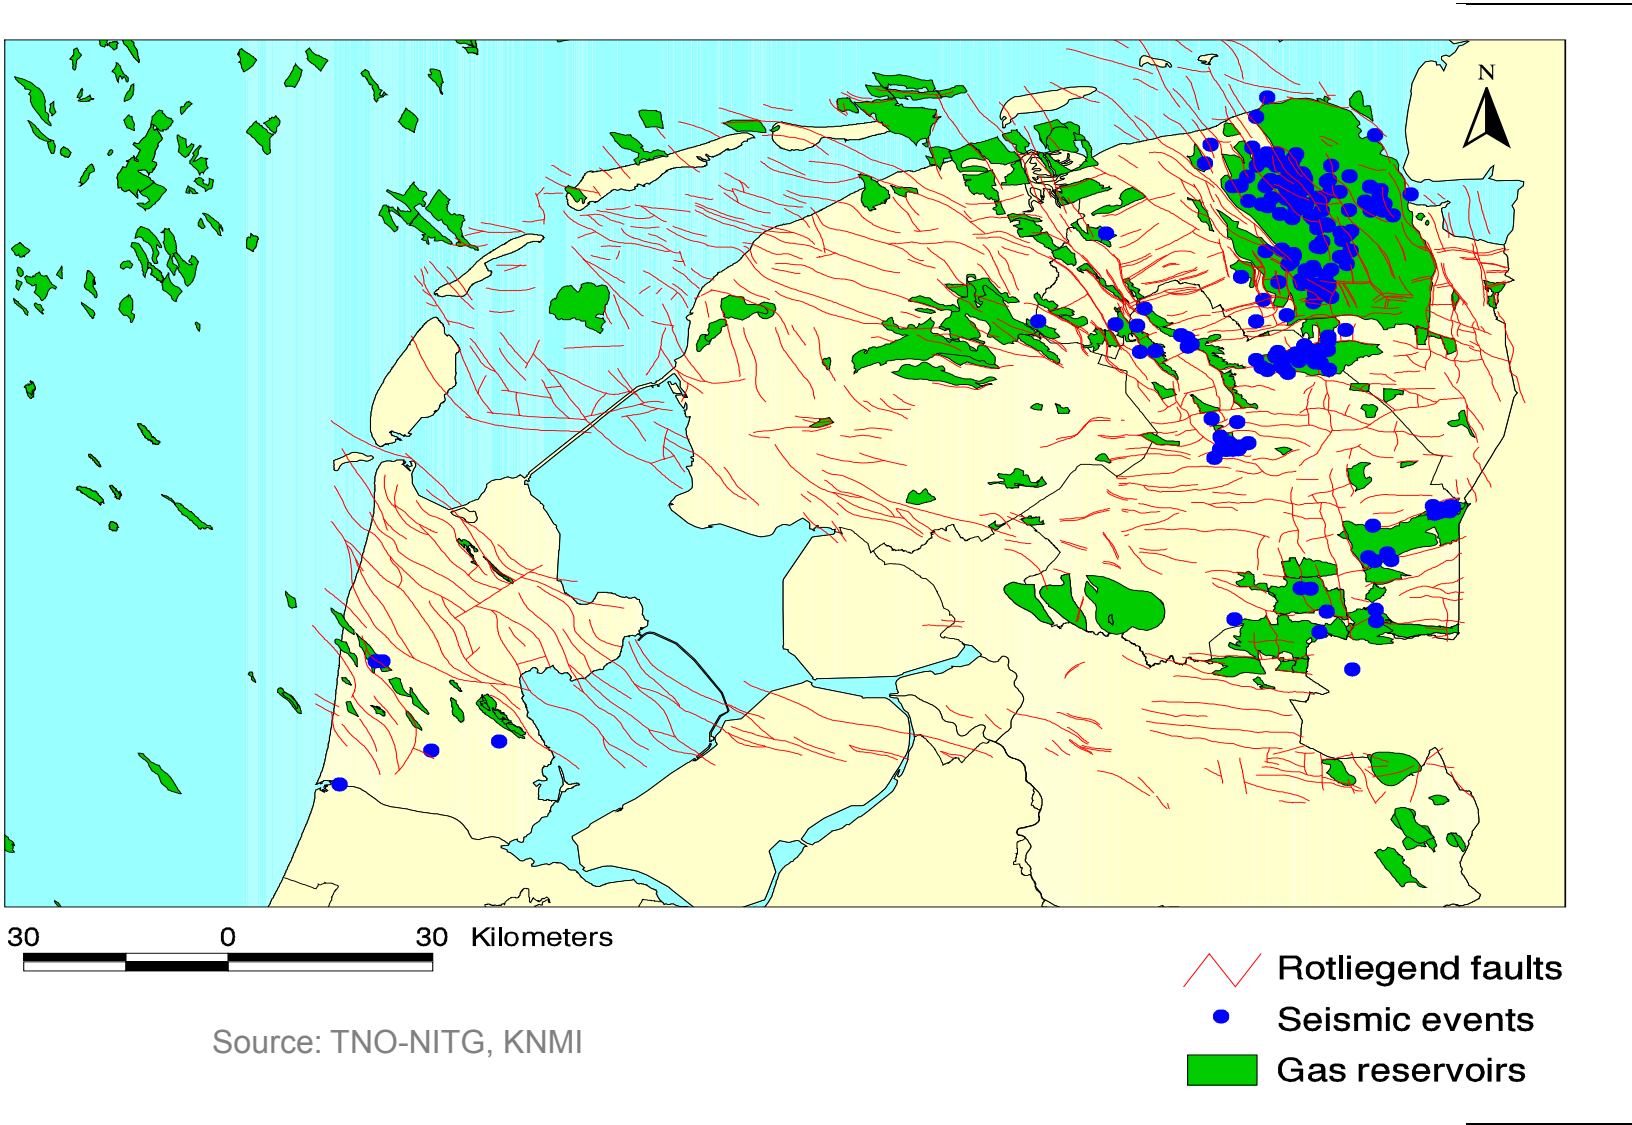 N
30 0 30 Kilometers
Rotliegend faults
Seismic events
Gas reservoirs
Source: TNO-NITG, KNMI